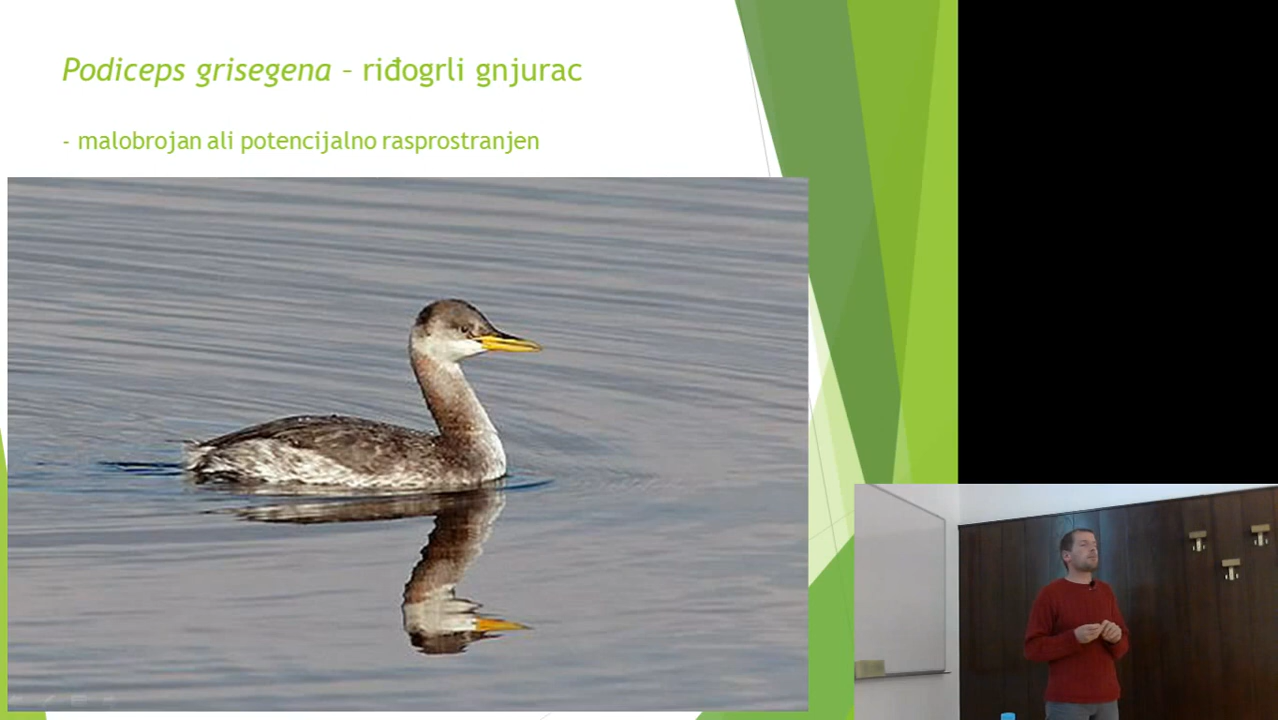 Podiceps grisegena – riđogrli gnjurac
- malobrojan ali potencijalno rasprostranjen